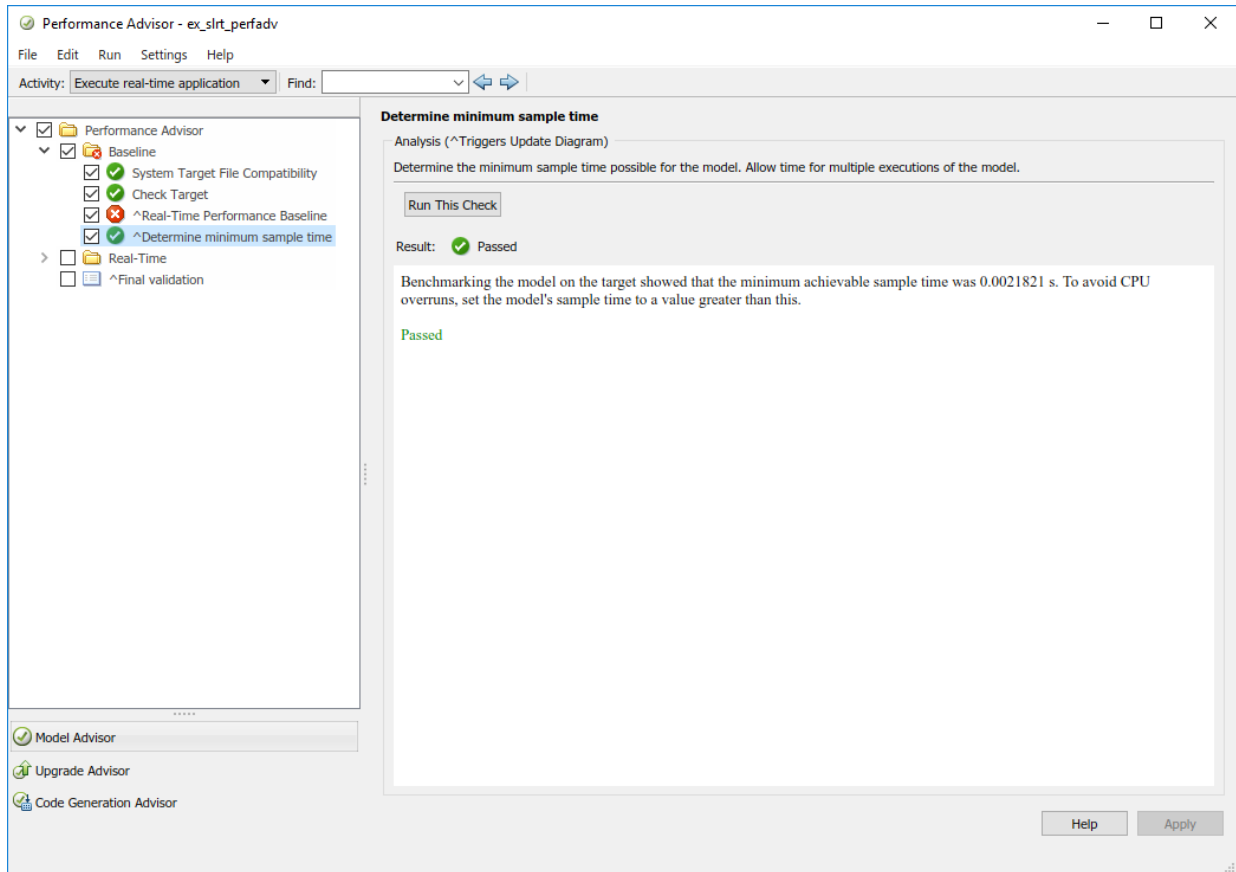 Performance Advisor - ex_slrt_perfadv
File Edit Run Settings Help
Activity: Execute real-time application Find:
Performance Advisor
Baseline
System Target File Compatibility
Check Target
^Real-Time Performance Baseline
^Determine minimum sample time
Real-Time
^Final validation
Model Advisor
Upgrade Advisor
Code Generation Advisor
Determine minimum sample time
Analysis (^Triggers Update Diagram)
Determine the minimum sample time possible for the model. Allow time for multiple executions of the model.
Run This Check
Result: Passed
Benchmarking the model on the target showed that the minimum achievable sample time was 0.0021821 s. To avoid CPU
overruns, set the model's sample time to a value greater than this.
Passed
Help Apply